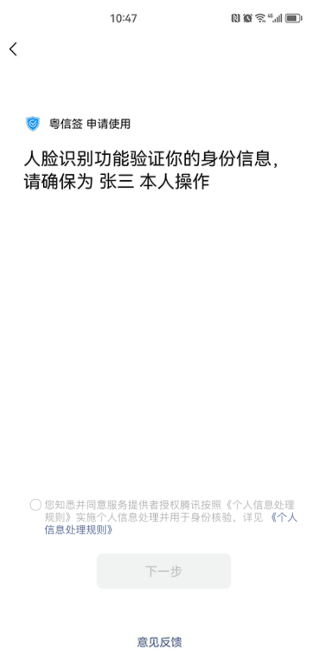 10:47
粤信签 申请使用
人脸识别功能验证你的身份信息，
请确保为 张三 本人操作
您知悉并同意服务提供者授权腾讯按照《个人信息处理
规则》实施个人信息处理并用于身份核验，详见 《个人
信息处理规则》
下一步
意见反馈